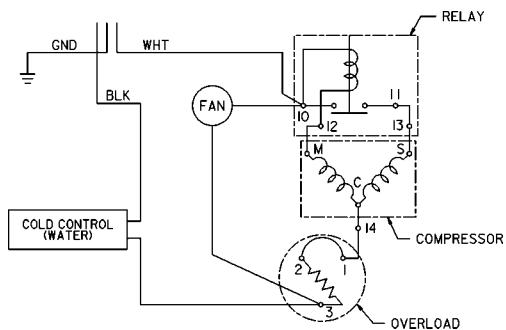 RELAY
GND
WHT
BLK
FAN
10
11
12
13
M
S
C
14
COLD CONTROL
(WATER)
COMPRESSOR
2
1
3
OVERLOAD